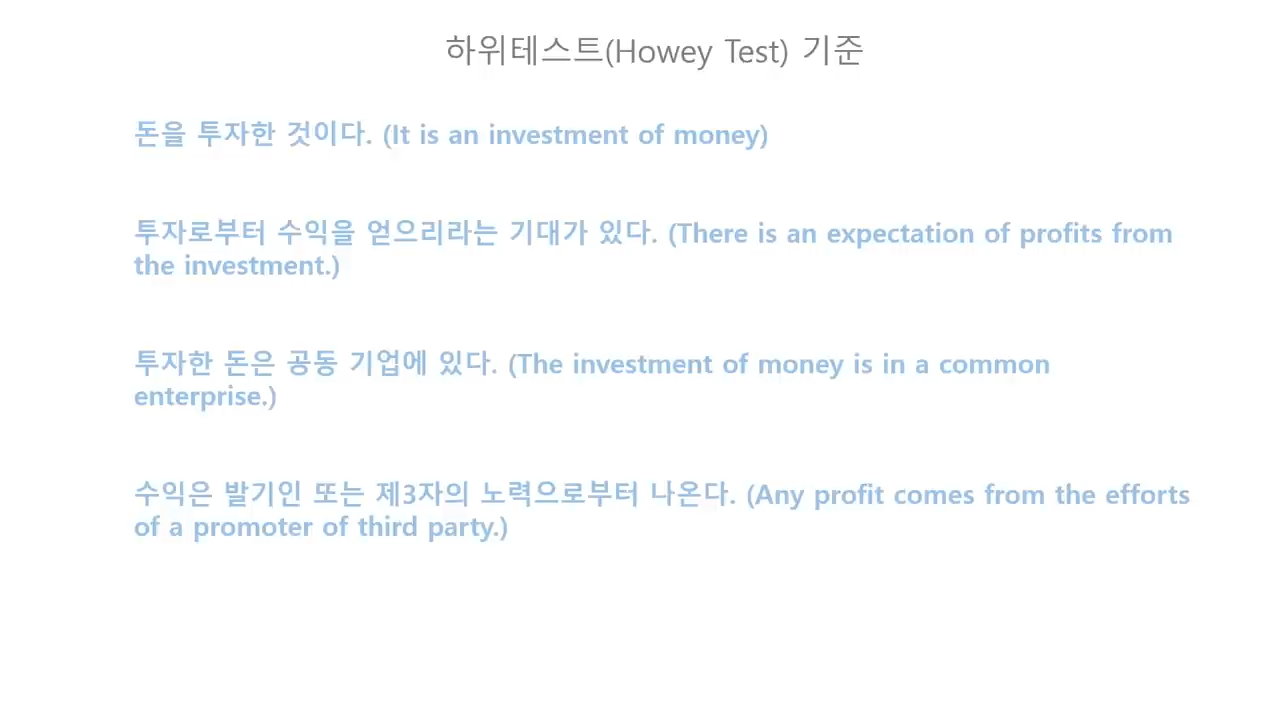 하위테스트(Howey Test) 기준
돈을 투자한 것이다. (It is an investment of money)
투자로부터 수익을 얻으리라는 기대가 있다. (There is an expectation of profits from
the investment.)
투자한 돈은 공동 기업에 있다. (The investment of money is in a common
enterprise.)
수익은 발기인 또는 제3자의 노력으로부터 나온다. (Any profit comes from the efforts
of a promoter of third party.)